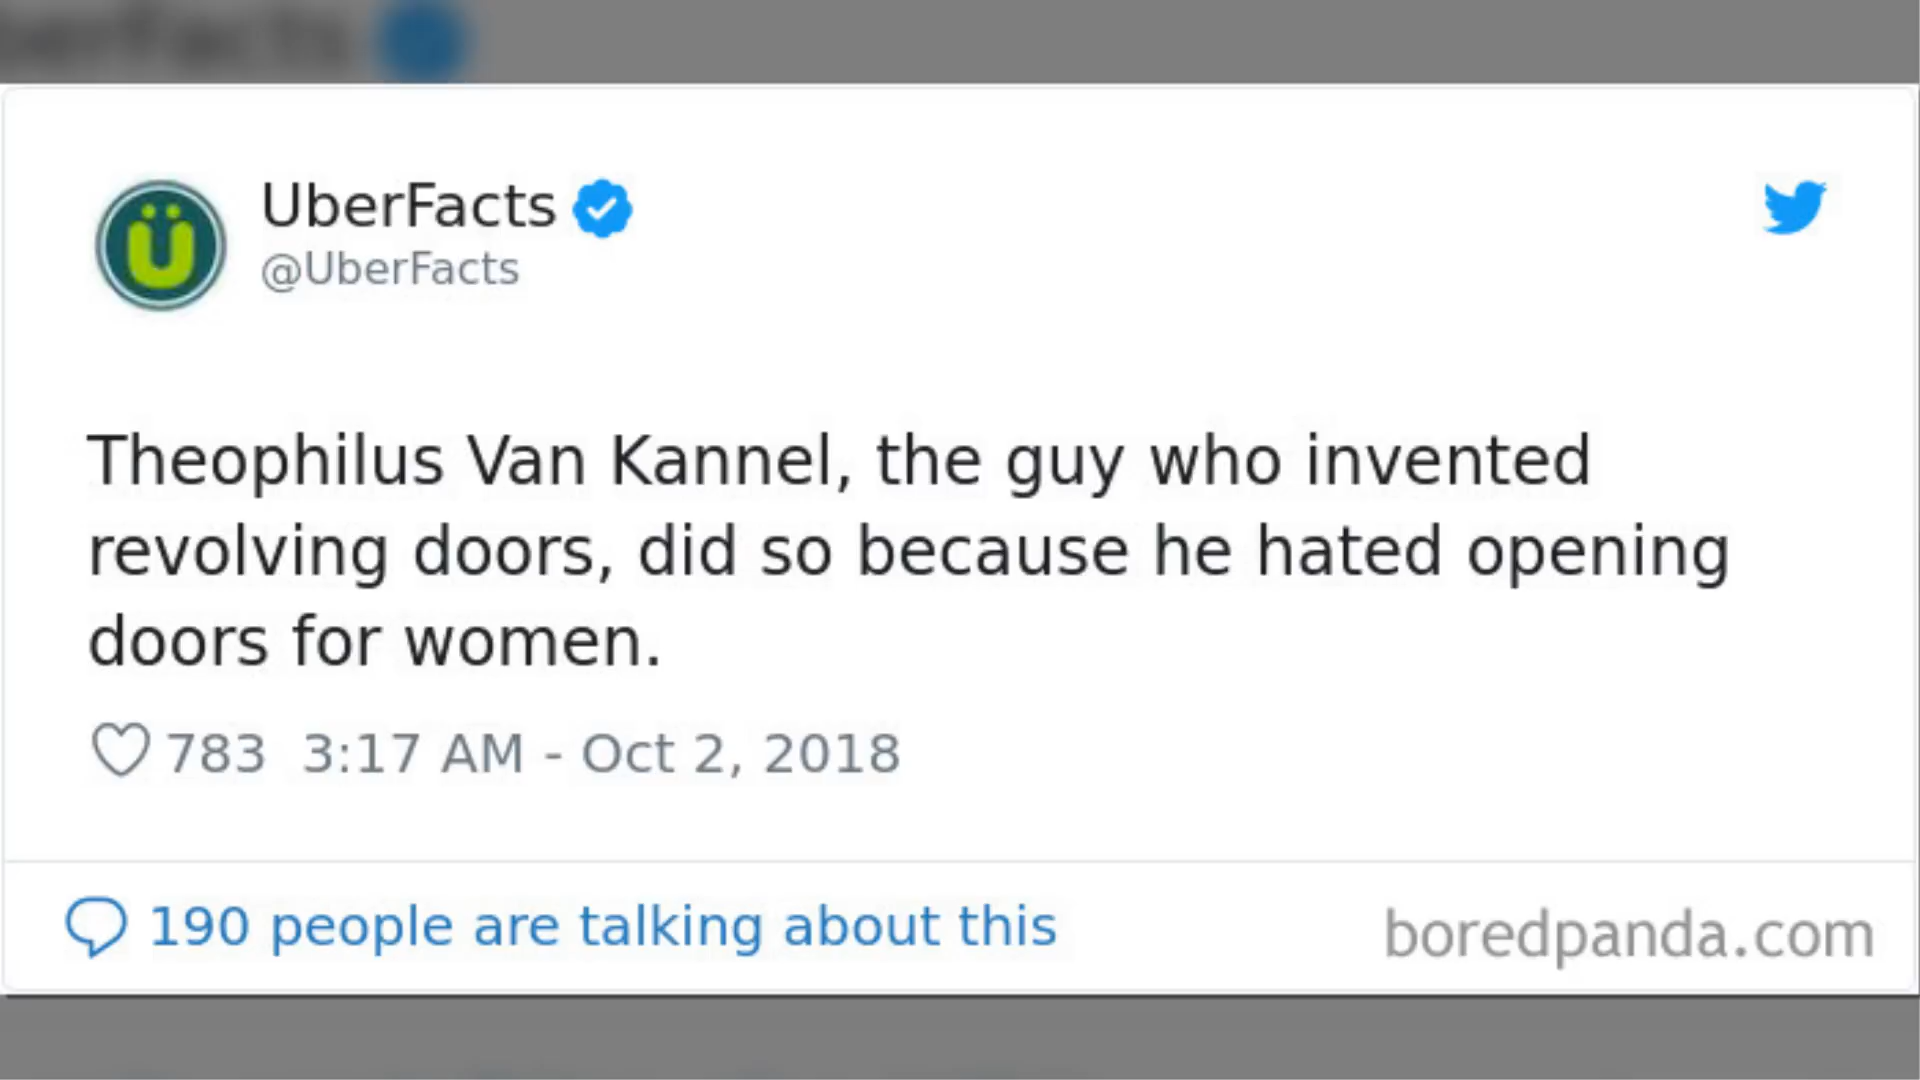 UberFacts
@UberFacts
Theophilus Van Kannel, the guy who invented
revolving doors, did so because he hated opening
doors for women.
783 3:17 AM - Oct 2, 2018
190 people are talking about this
boredpanda.com